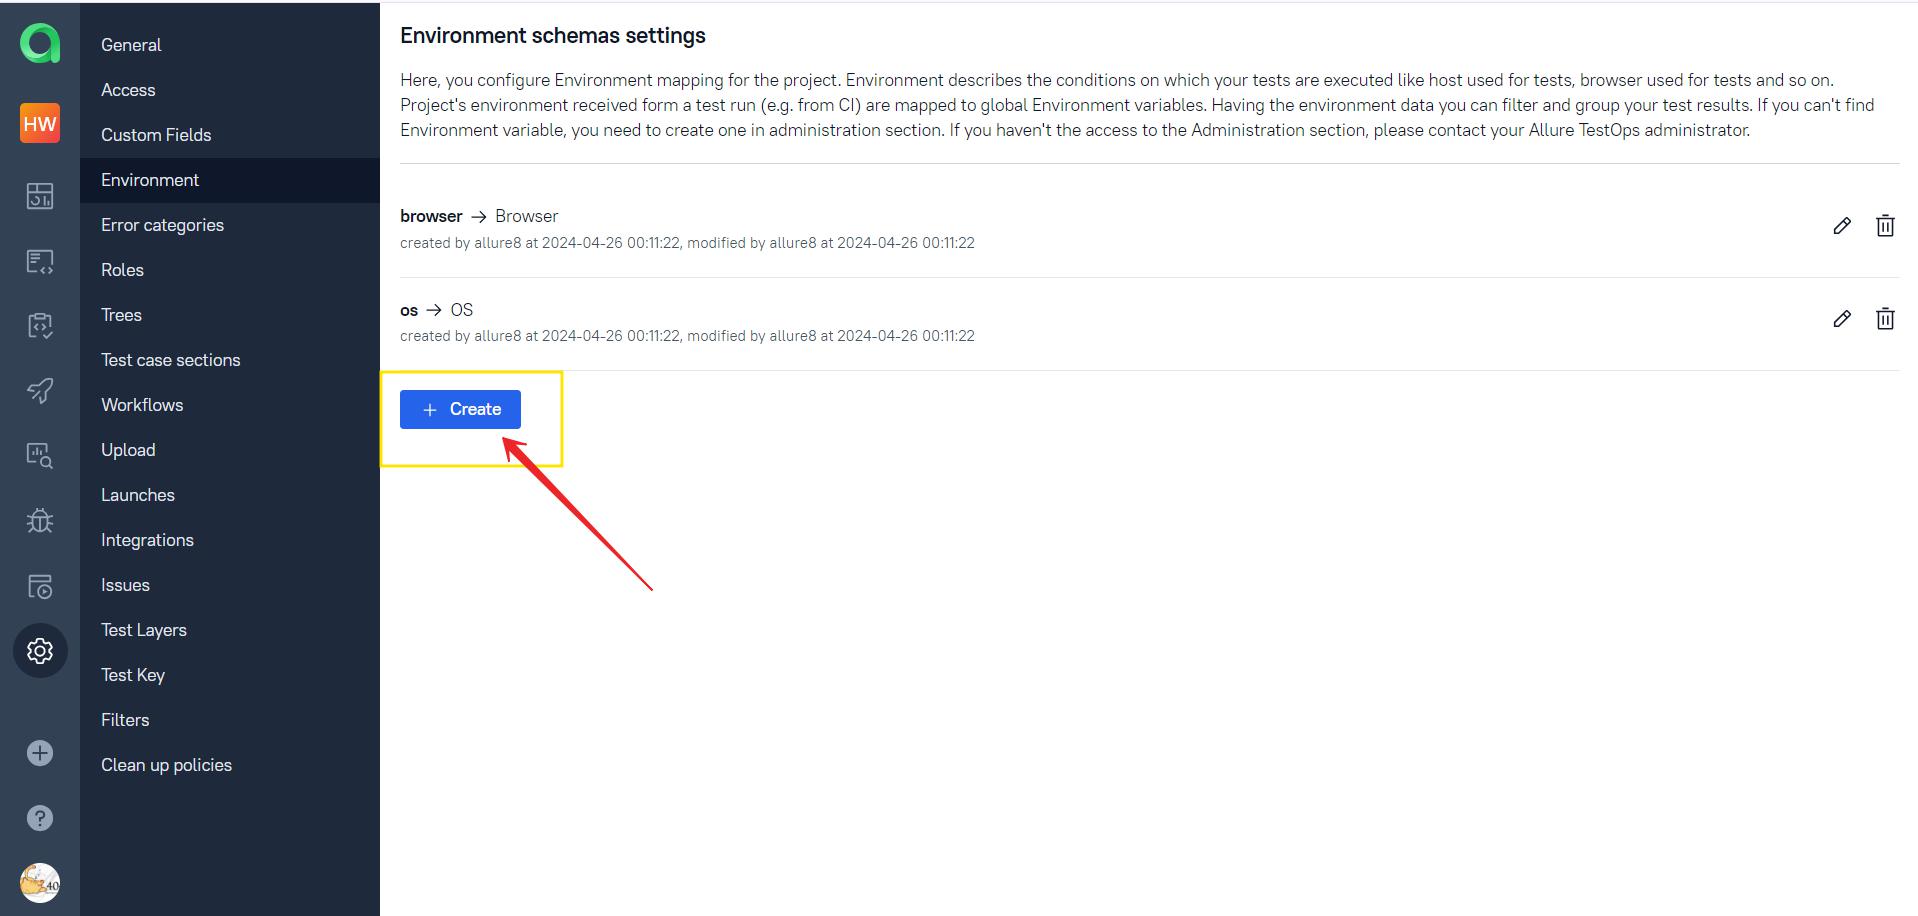 HW
General
Access
Custom Fields
Environment
Error categories
Roles
Trees
Test case sections
Workflows
Upload
Launches
Integrations
Issues
Test Layers
Test Key
Filters
Clean up policies
40
Environment schemas settings
Here, you configure Environment mapping for the project. Environment describes the conditions on which your tests are executed like host used for tests, browser used for tests and so on.
Project's environment received form a test run (e.g. from CI) are mapped to global Environment variables. Having the environment data you can filter and group your test results. If you can't find
Environment variable, you need to create one in administration section. If you haven't the access to the Administration section, please contact your Allure TestOps administrator.
browser → Browser
created by allure8 at 2024-04-26 00:11:22, modified by allure8 at 2024-04-26 00:11:22
os → OS
created by allure8 at 2024-04-26 00:11:22, modified by allure8 at 2024-04-26 00:11:22
+ Create